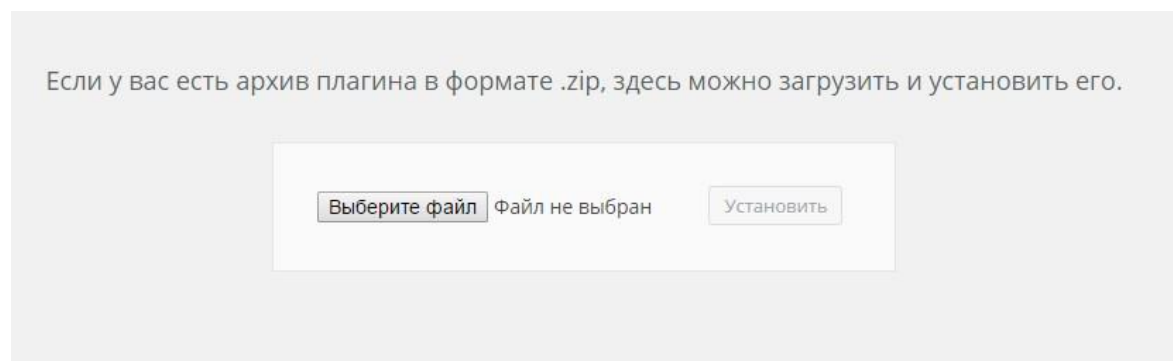 Если у вас есть архив плагина в формате .zip, здесь можно загрузить и установить его.
Выберите файл Файл не выбран Установить